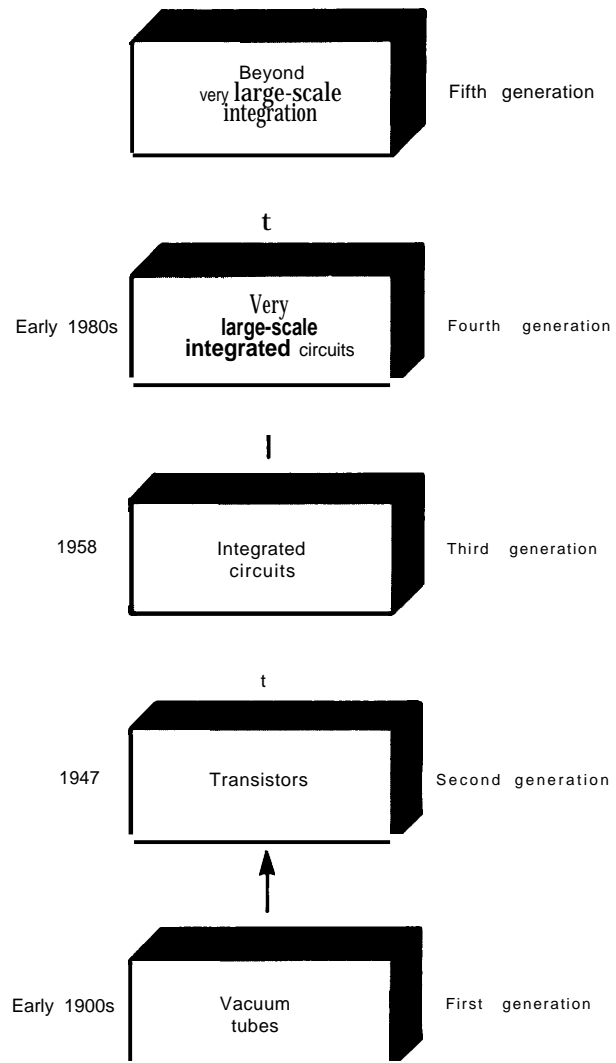 Beyond
very large-scale
integration
Fifth generation
t
Early 1980s
Very
large-scale
integrated circuits
Fourth generation
1958
Integrated
circuits
Third generation
t
1947
Transistors
Second generation
Early 1900s
Vacuum
tubes
First generation